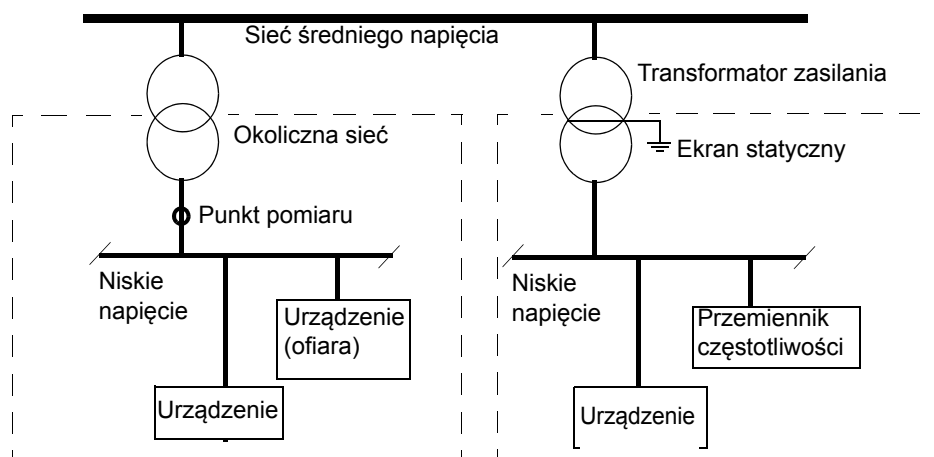 Sieć średniego napięcia
Transformator zasilania
Okoliczna sieć
Ekran statyczny
Punkt pomiaru
Niskie
napięcie
Urządzenie
(ofiara)
Urządzenie
Niskie
napięcie
Przemiennik
częstotliwości
Urządzenie